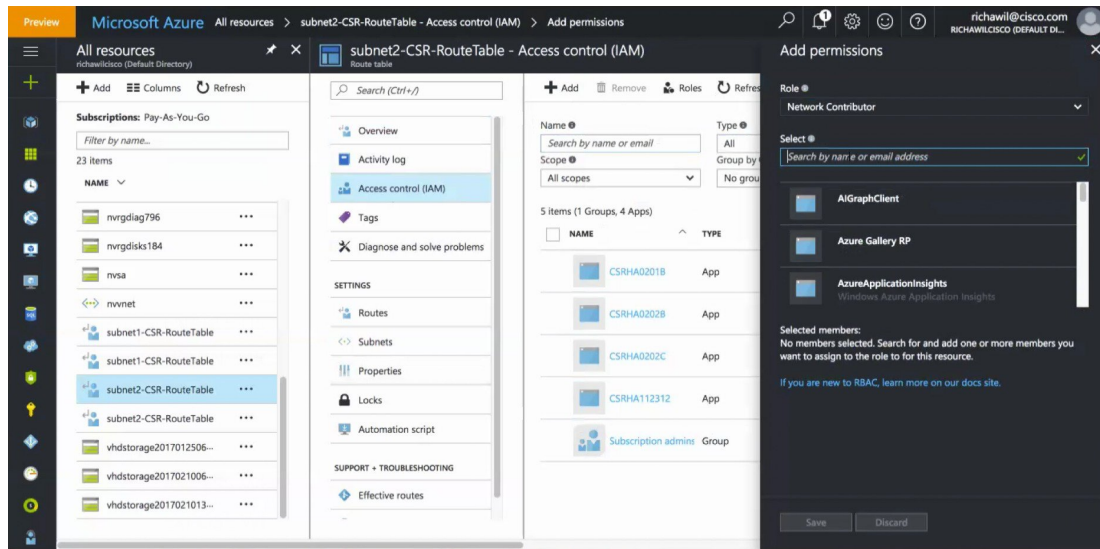 Preview
Microsoft Azure All resources > subnet2-CSR-RouteTable - Access control (IAM) > Add permissions
richawil@cisco.com
RICHAWILCISCO (DEFAULT DI...
All resources
richawilcisco (Default Directory)
Add Columns Refresh
Subscriptions: Pay-As-You-Go
Filter by name...
23 items
NAME
nvrgdiag796 ...
nvrgdisks184 ...
nvsa ...
nvvnet ...
subnet1-CSR-RouteTable ...
subnet1-CSR-RouteTable ...
subnet2-CSR-RouteTable ...
subnet2-CSR-RouteTable ...
vhdstorage2017012506... ...
vhdstorage2017021006... ...
vhdstorage2017021013... ...
subnet2-CSR-RouteTable - Access control (IAM)
Route table
Search (Ctrl+/)
Overview
Activity log
Access control (IAM)
Tags
Diagnose and solve problems
SETTINGS
Routes
Subnets
Properties
Locks
Automation script
SUPPORT + TROUBLESHOOTING
Effective routes
Add Remove Roles Refres
Name Type
Search by name or email All
Scope Group by
All scopes No grou
5 items (1 Groups, 4 Apps)
NAME TYPE
CSRHA0201B App
CSRHA0202B App
CSRHA0202C App
CSRHA112312 App
Subscription admins Group
Add permissions
Role
Network Contributor
Select
Search by name or email address
AIGraphClient
Azure Gallery RP
AzureApplicationInsights
Windows Azure Application Insights
Selected members:
No members selected. Search for and add one or more members you
want to assign to the role to for this resource.
If you are new to RBAC, learn more on our docs site.
Save Discard